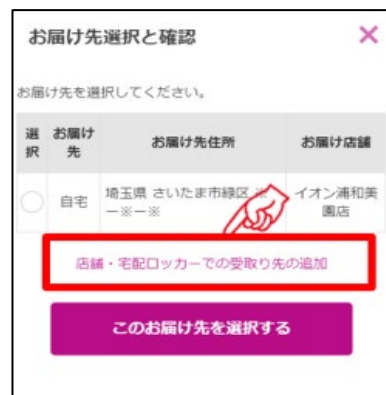 お届け先選択と確認 ×
お届け先を選択してください。
選択 お届け先 お届け先住所 お届け店舗
自宅 埼玉県 さいたま市緑区 ※ー※ー※ イオン浦和美園店
店舗・宅配ロッカーでの受取り先の追加
このお届け先を選択する